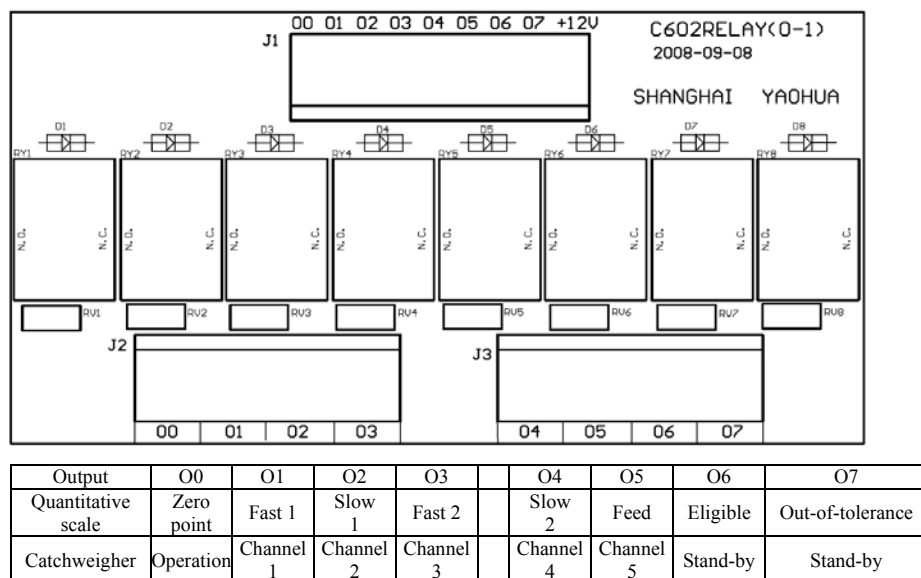 00 01 02 03 04 05 06 07 +12V
J1
C602RELAY(O-1)
2008-09-08
SHANGHAI YAOHUA
D1 D2 D3 D4 D5 D6 D7 D8
RY1 RY2 RY3 RY4 RY5 RY6 RY7 RY8
N.O. N.C. N.O. N.C. N.O. N.C. N.O. N.C. N.O. N.C. N.O. N.C. N.O. N.C. N.O. N.C.
RV1 RV2 RV3 RV4 RV5 RV6 RV7 RV8
J2 J3
00 01 02 03 04 05 06 07
Output O0 O1 O2 O3 O4 O5 O6 O7
Quantitative scale Zero point Fast 1 Slow 1 Fast 2 Slow 2 Feed Eligible Out-of-tolerance
Catchweigher Operation Channel 1 Channel 2 Channel 3 Channel 4 Channel 5 Stand-by Stand-by